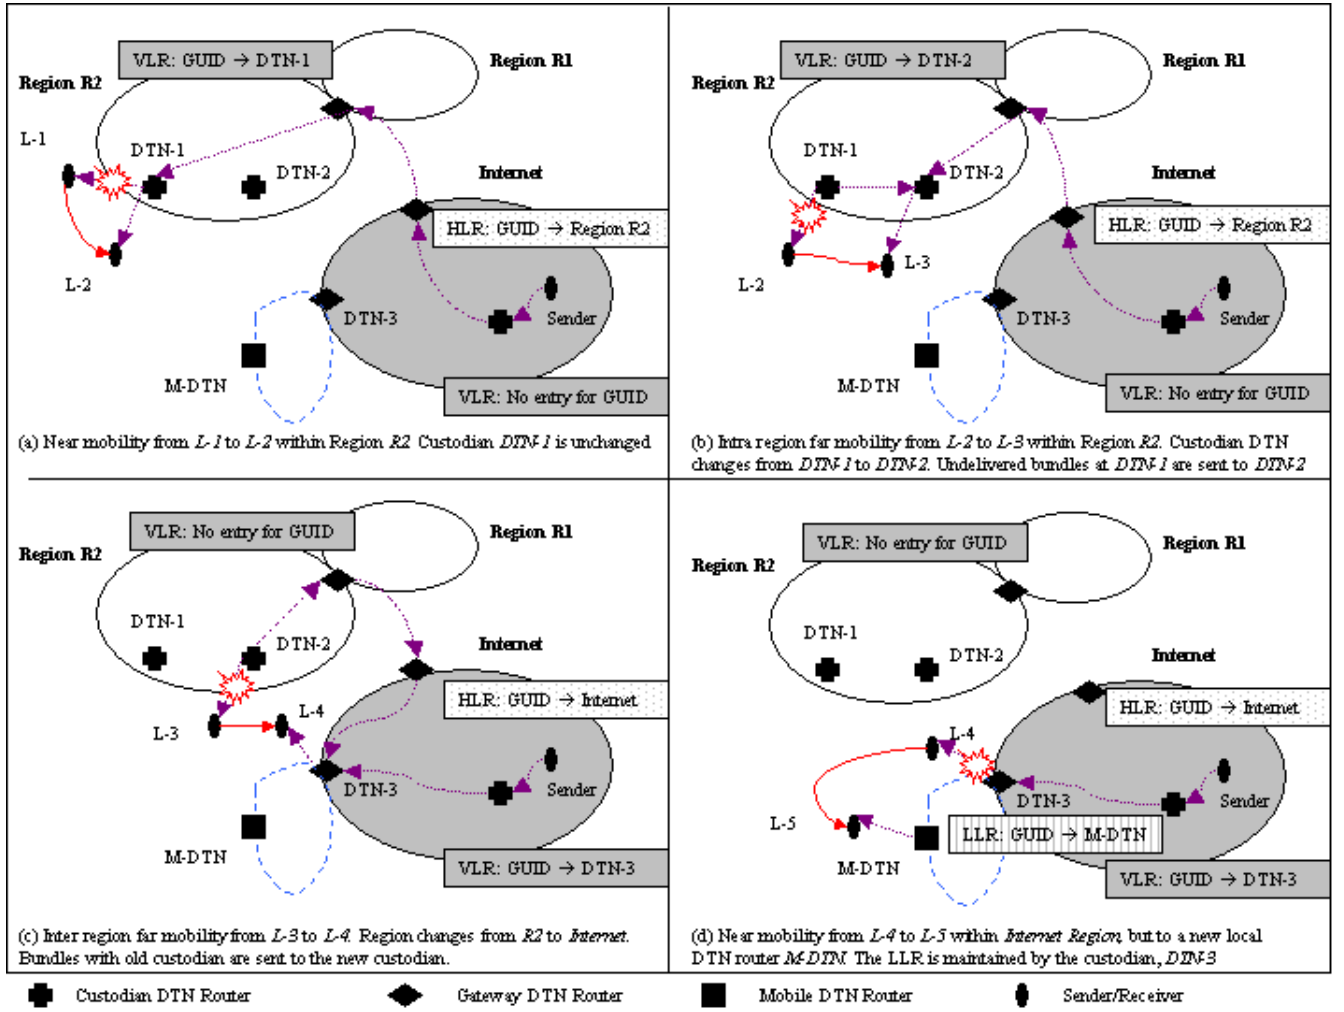 VLR: GUID → DTN-1
Region R1
Region R2
L-1
DTN-1
DTN-2
Internet
HLR: GUID → Region R2
L-2
DTN-3
Sender
M-DTN
VLR: No entry for GUID
(a) Near mobility from L-1 to L-2 within Region R2. Custodian DTN-1 is unchanged
VLR: GUID → DTN-2
Region R1
Region R2
DTN-1
DTN-2
Internet
HLR: GUID → Region R2
L-3
L-2
DTN-3
Sender
M-DTN
VLR: No entry for GUID
(b) Intra region far mobility from L-2 to L-3 within Region R2. Custodian DTN
changes from DTN-1 to DTN-2. Undelivered bundles at DTN-1 are sent to DTN-2
VLR: No entry for GUID
Region R1
Region R2
DTN-1
DTN-2
Internet
HLR: GUID → Internet
L-4
L-3
DTN-3
Sender
M-DTN
VLR: GUID → DTN-3
(c) Inter region far mobility from L-3 to L-4. Region changes from R2 to Internet.
Bundles with old custodian are sent to the new custodian.
VLR: No entry for GUID
Region R1
Region R2
DTN-1
DTN-2
Internet
HLR: GUID → Internet
L-4
DTN-3
Sender
L-5
LLR: GUID → M-DTN
M-DTN
VLR: GUID → DTN-3
(d) Near mobility from L-4 to L-5 within Internet Region, but to a new local
DTN router M-DTN. The LLR is maintained by the custodian, DTN-3
Custodian DTN Router
Gateway DTN Router
Mobile DTN Router
Sender/Receiver